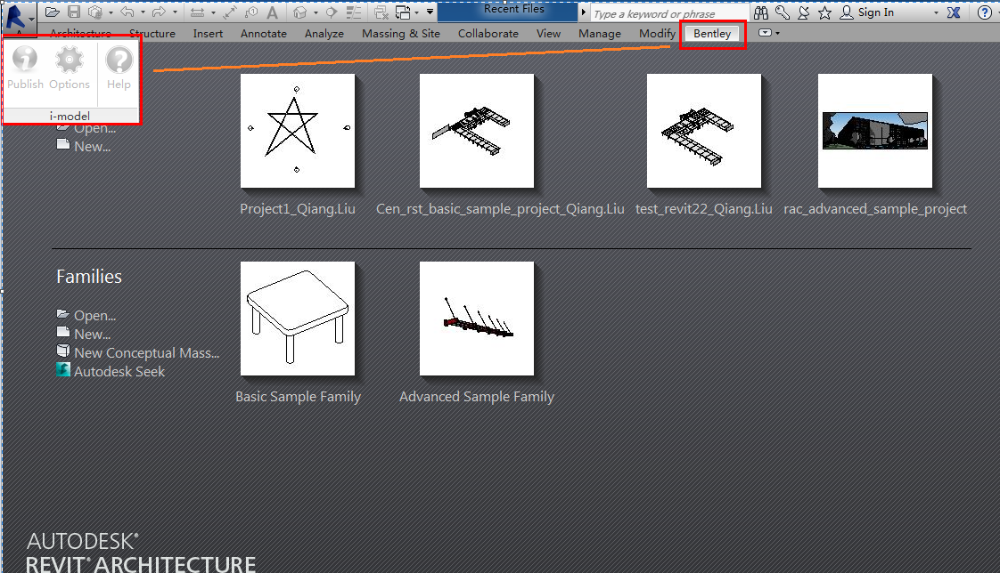 Recent Files
Type a keyword or phrase
Sign In
Architecture
Structure
Insert
Annotate
Analyze
Massing & Site
Collaborate
View
Manage
Modify
Bentley
Publish
Options
Help
i-model
Open...
New...
Project1_Qiang.Liu
Cen_rst_basic_sample_project_Qiang.Liu
test_revit22_Qiang.Liu
rac_advanced_sample_project
Families
Open...
New...
New Conceptual Mass...
Autodesk Seek
Basic Sample Family
Advanced Sample Family
AUTODESK®
REVIT® ARCHITECTURE